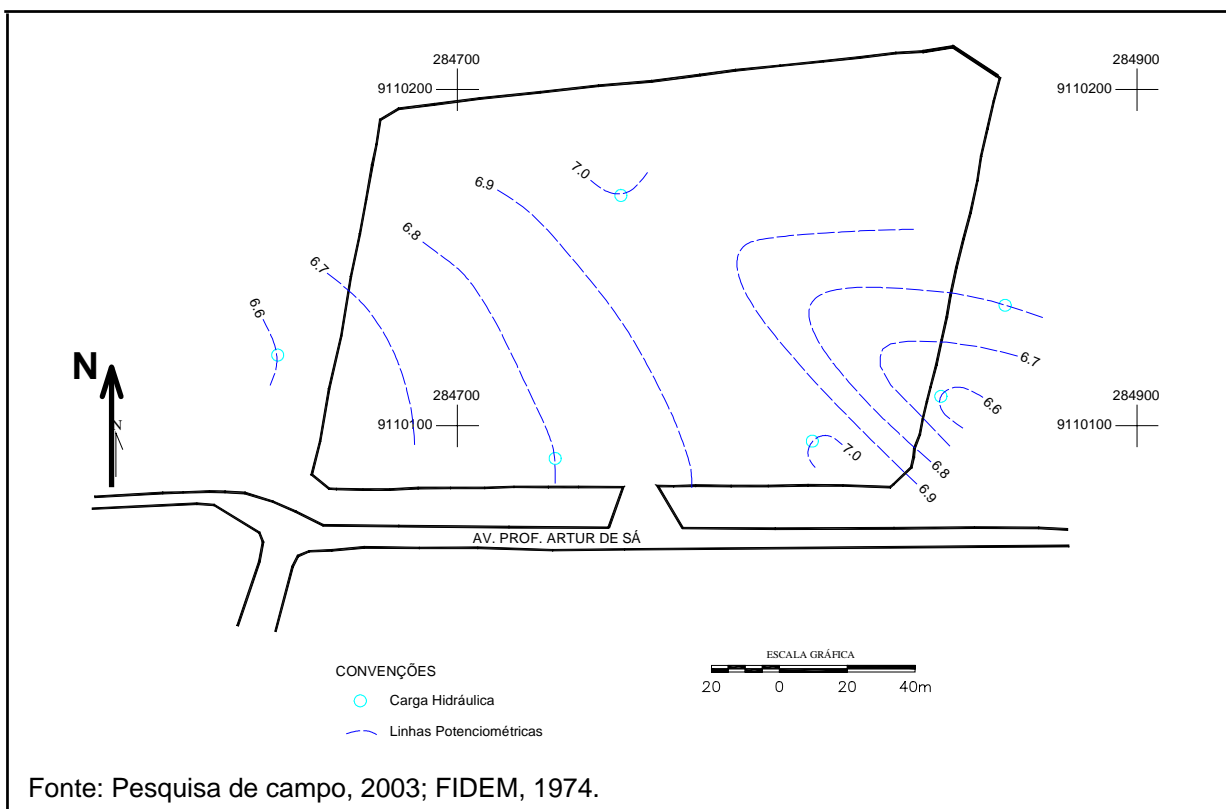 284700
284900
9110200
9110200
7.0
6.9
6.8
6.7
6.6
6.7
6.6
N
N
284700
284900
9110100
9110100
7.0
6.8
6.9
AV. PROF. ARTUR DE SÁ
CONVENÇÕES
Carga Hidráulica
Linhas Potenciométricas
ESCALA GRÁFICA
20 0 20 40m
Fonte: Pesquisa de campo, 2003; FIDEM, 1974.